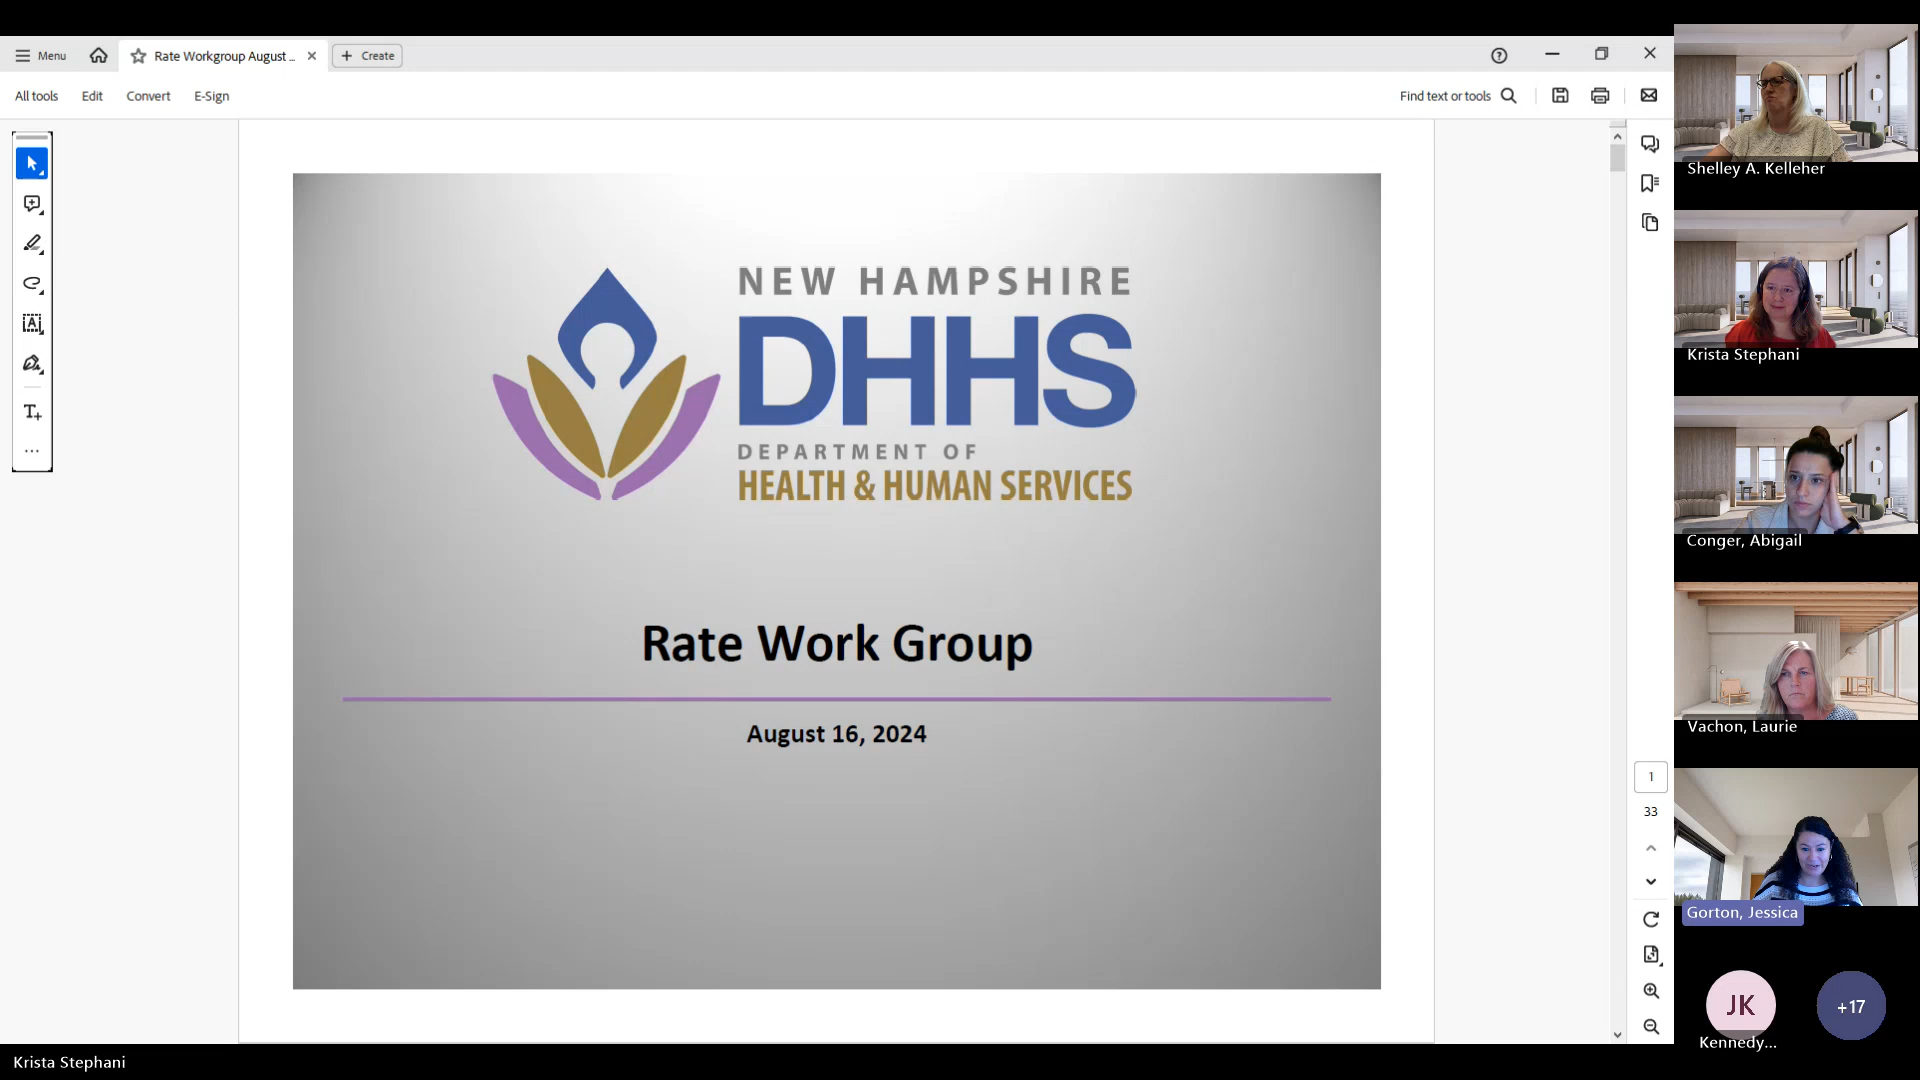 Menu
Rate Workgroup August ...
Create
All tools
Edit
Convert
E-Sign
Find text or tools
NEW HAMPSHIRE
DHHS
DEPARTMENT OF
HEALTH & HUMAN SERVICES
Rate Work Group
August 16, 2024
1
33
Shelley A. Kelleher
Krista Stephani
Conger, Abigail
Vachon, Laurie
Gorton, Jessica
JK
+17
Kennedy...
Krista Stephani